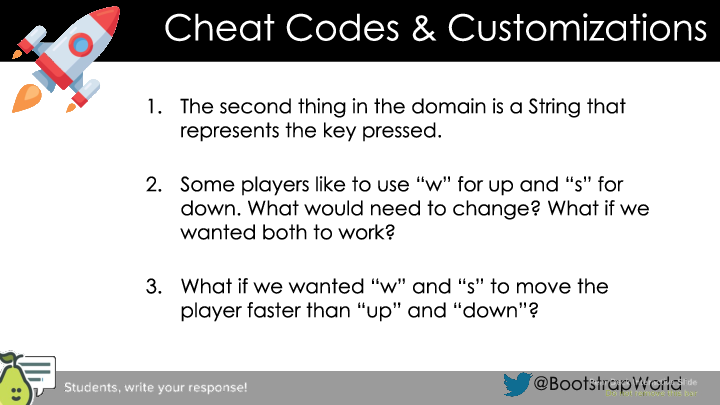 Cheat Codes & Customizations
1. The second thing in the domain is a String that
represents the key pressed.
2. Some players like to use “w” for up and “s” for
down. What would need to change? What if we
wanted both to work?
3. What if we wanted “w” and “s” to move the
player faster than “up” and “down”?
Students, write your response!
@BootstrapWorld